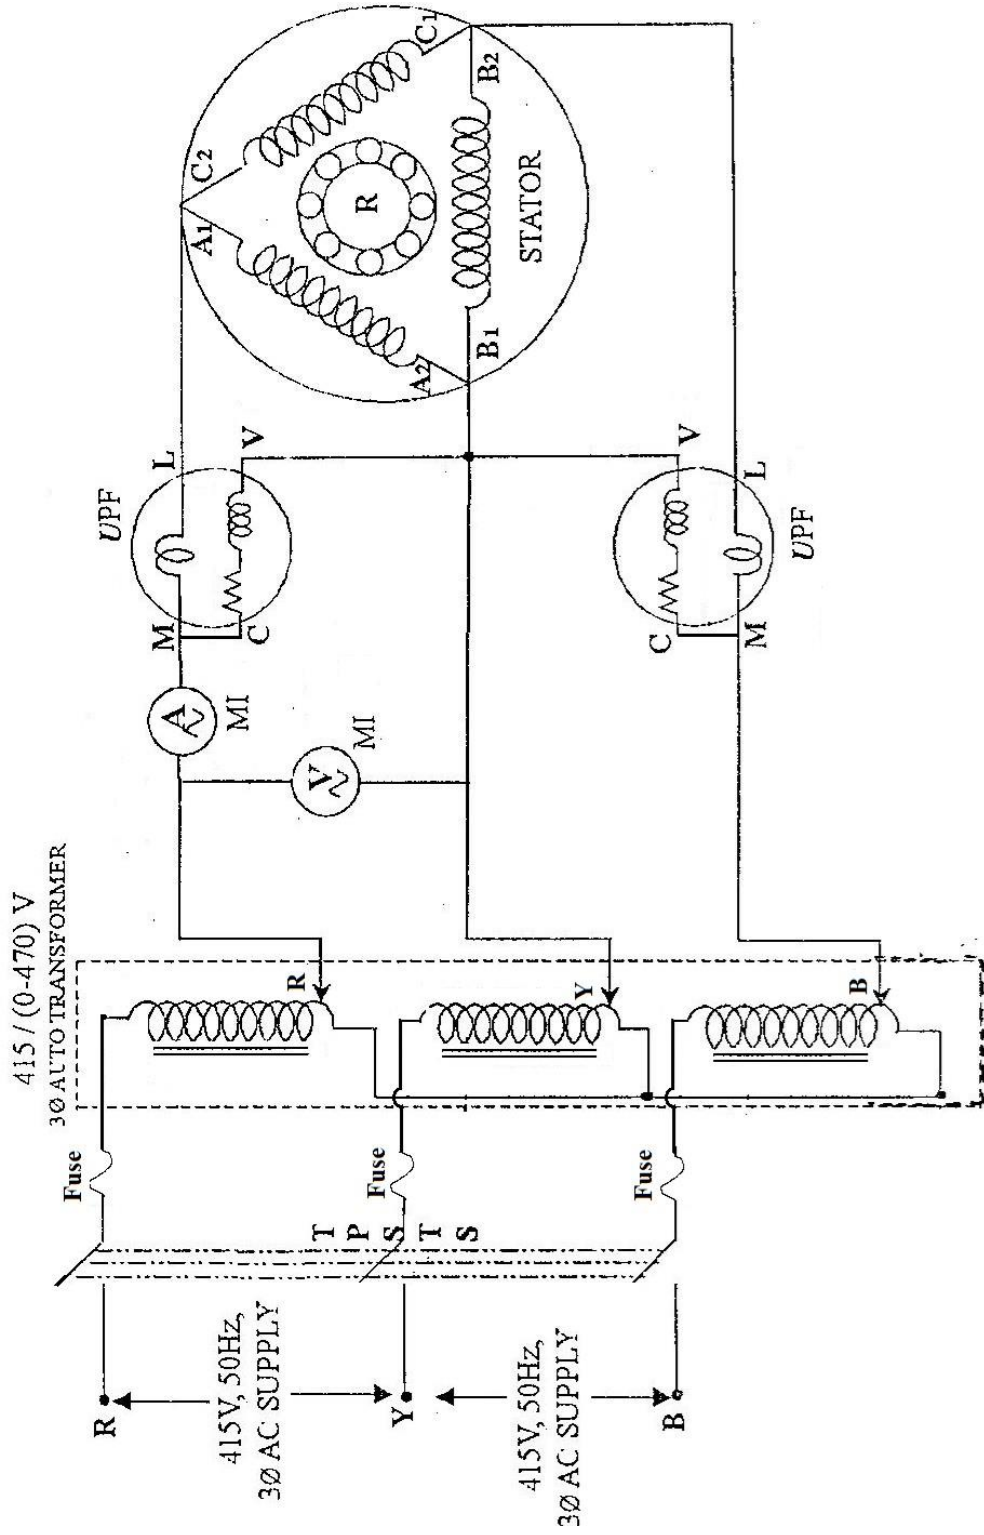 R
415V, 50Hz,
3Ø AC SUPPLY
Y
415V, 50Hz,
3Ø AC SUPPLY
B
T
P
S
T
S
Fuse
Fuse
Fuse
415 / (0-470) V
3Ø AUTO TRANSFORMER
R
Y
B
A
MI
V
MI
M
L
C
V
UPF
C
V
M
L
UPF
A1
C2
A2
B1
B2
C1
R
STATOR